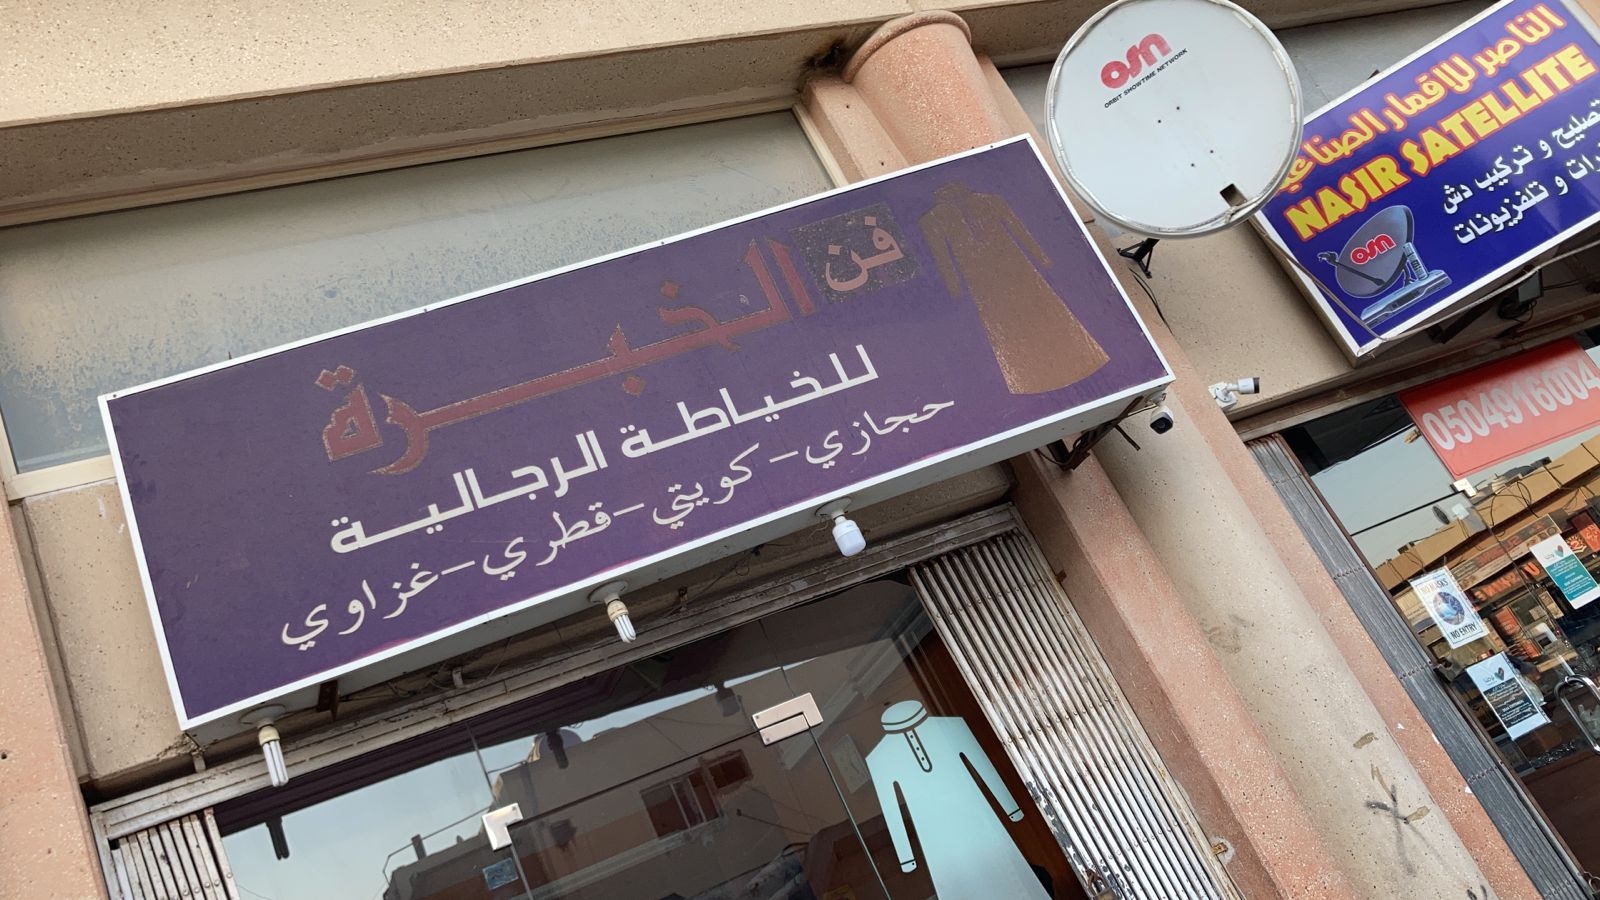 فن الخبرة
للخياطة الرجالية
حجازي - كويتي - قطري - غزاوي
OSN
ORBIT SHOWTIME NETWORK
الناصر للاقمار الصناعية
NASIR SATELLITE
تصليح و تركيب دش
و تلفزيونات
OSN
0504916004
NO ENTRY